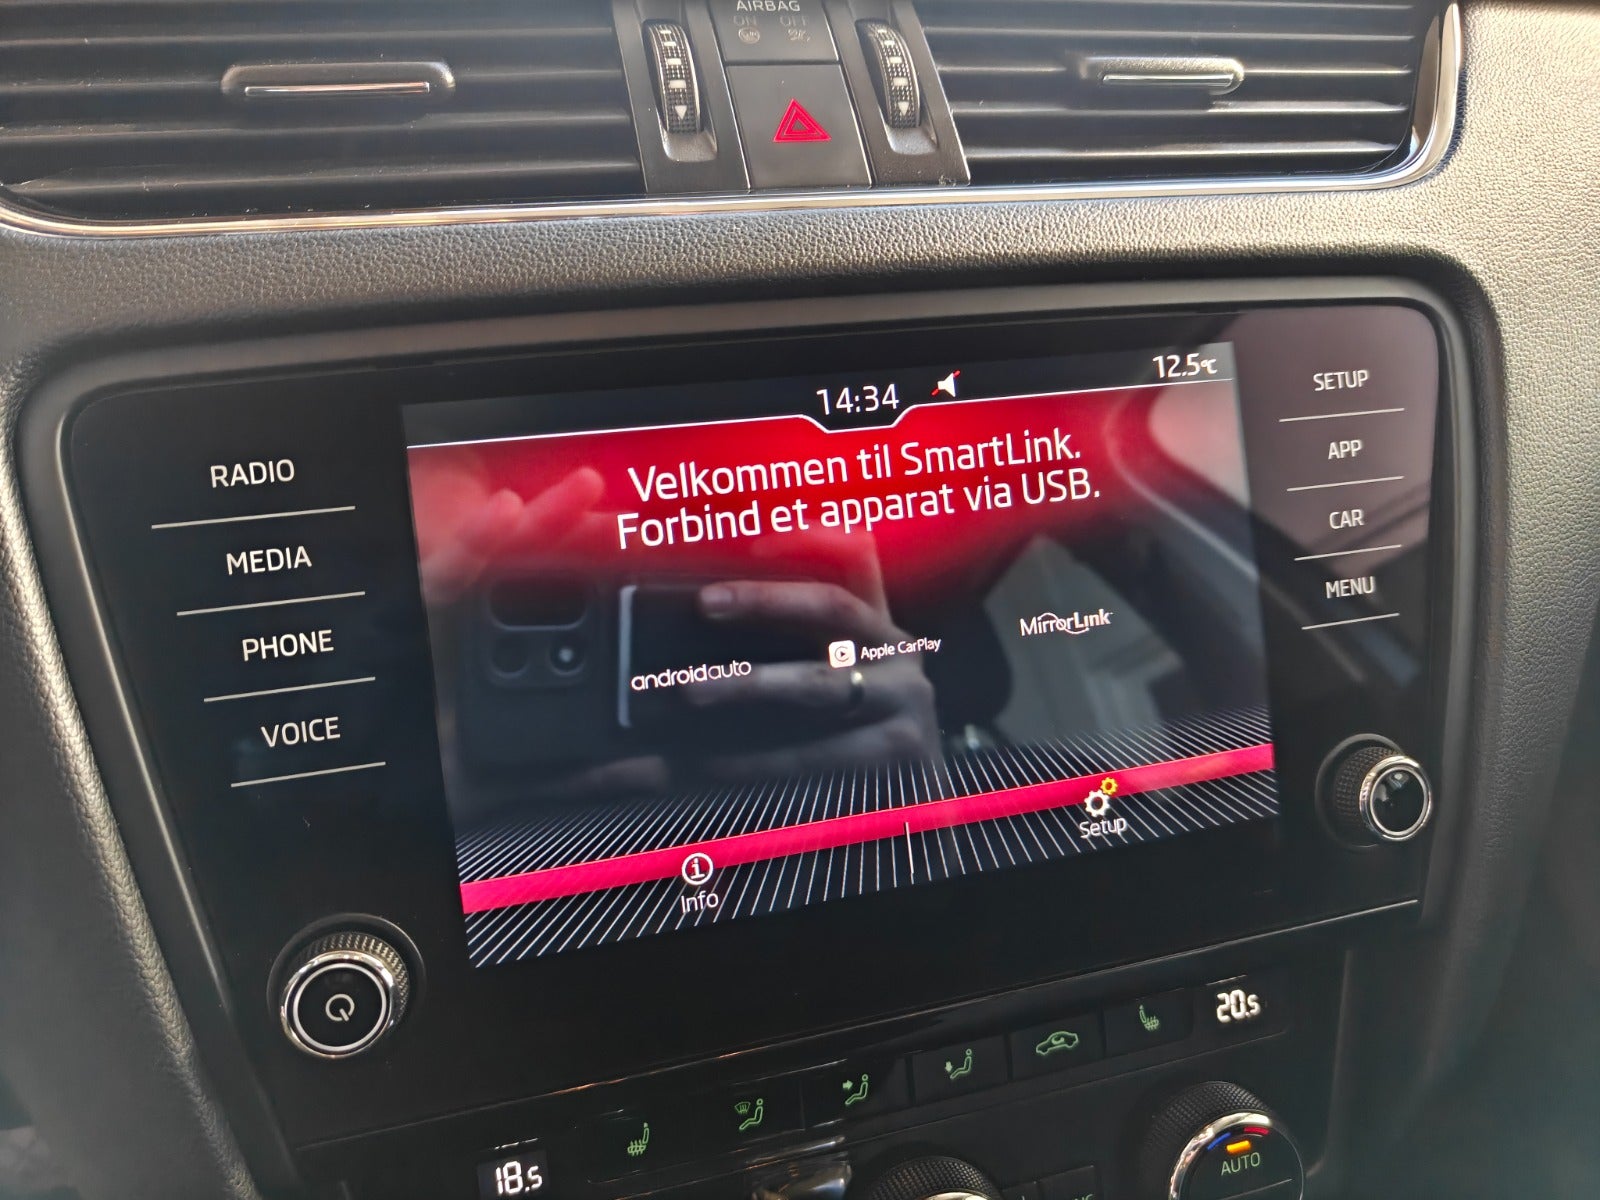 AIRBAG
ON OFF
14:34
12.5°C
Velkommen til SmartLink.
Forbind et apparat via USB.
androidauto
Apple CarPlay
MirrorLink
Info
Setup
RADIO
MEDIA
PHONE
VOICE
SETUP
APP
CAR
MENU
18.5
20.5
AUTO